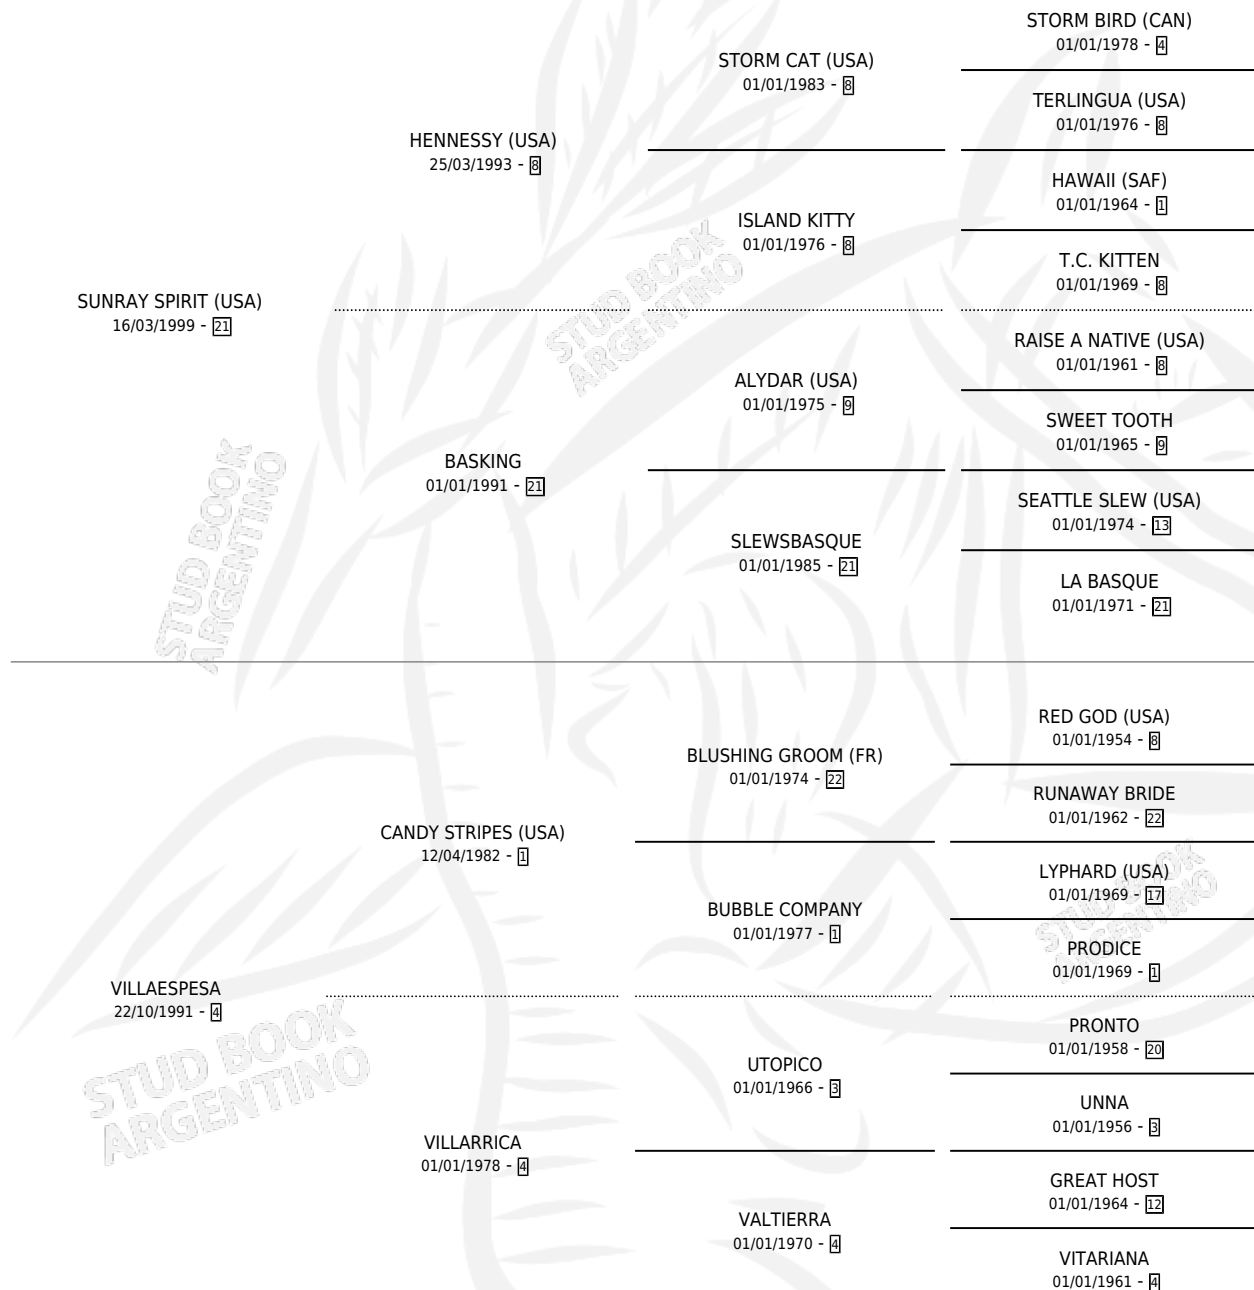 STORM BIRD (CAN)
01/01/1978 - 4
STORM CAT (USA)
01/01/1983 - 8
TERLINGUA (USA)
01/01/1976 - 8
HENNESSY (USA)
25/03/1993 - 8
HAWAII (SAF)
01/01/1964 - 1
ISLAND KITTY
01/01/1976 - 8
T.C. KITTEN
01/01/1969 - 8
SUNRAY SPIRIT (USA)
16/03/1999 - 21
RAISE A NATIVE (USA)
01/01/1961 - 8
ALYDAR (USA)
01/01/1975 - 9
SWEET TOOTH
01/01/1965 - 9
BASKING
01/01/1991 - 21
SEATTLE SLEW (USA)
01/01/1974 - 13
SLEWSBASQUE
01/01/1985 - 21
LA BASQUE
01/01/1971 - 21
RED GOD (USA)
01/01/1954 - 8
BLUSHING GROOM (FR)
01/01/1974 - 22
RUNAWAY BRIDE
01/01/1962 - 22
CANDY STRIPES (USA)
12/04/1982 - 1
LYPHARD (USA)
01/01/1969 - 17
BUBBLE COMPANY
01/01/1977 - 1
PRODICE
01/01/1969 - 1
VILLAESPESA
22/10/1991 - 4
PRONTO
01/01/1958 - 20
UTOPICO
01/01/1966 - 3
UNNA
01/01/1956 - 3
VILLARRICA
01/01/1978 - 4
GREAT HOST
01/01/1964 - 12
VALTIERRA
01/01/1970 - 4
VITARIANA
01/01/1961 - 4
STUD BOOK
ARGENTINO
STUD BOOK
ARGENTINO
STUD BOOK
ARGENTINO
STUD BOOK
ARGENTINO